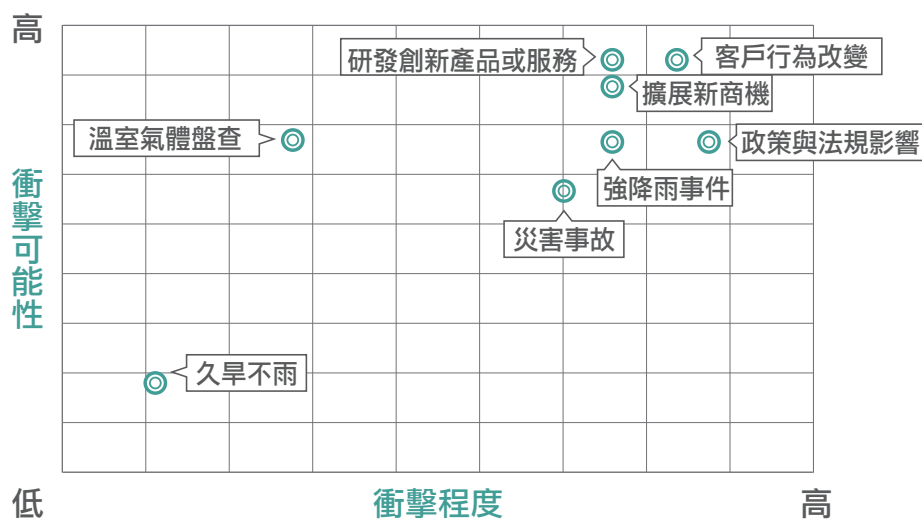 高
研發創新產品或服務
客戶行為改變
擴展新商機
溫室氣體盤查
政策與法規影響
強降雨事件
災害事故
衝擊可能性
久旱不雨
低
衝擊程度
高